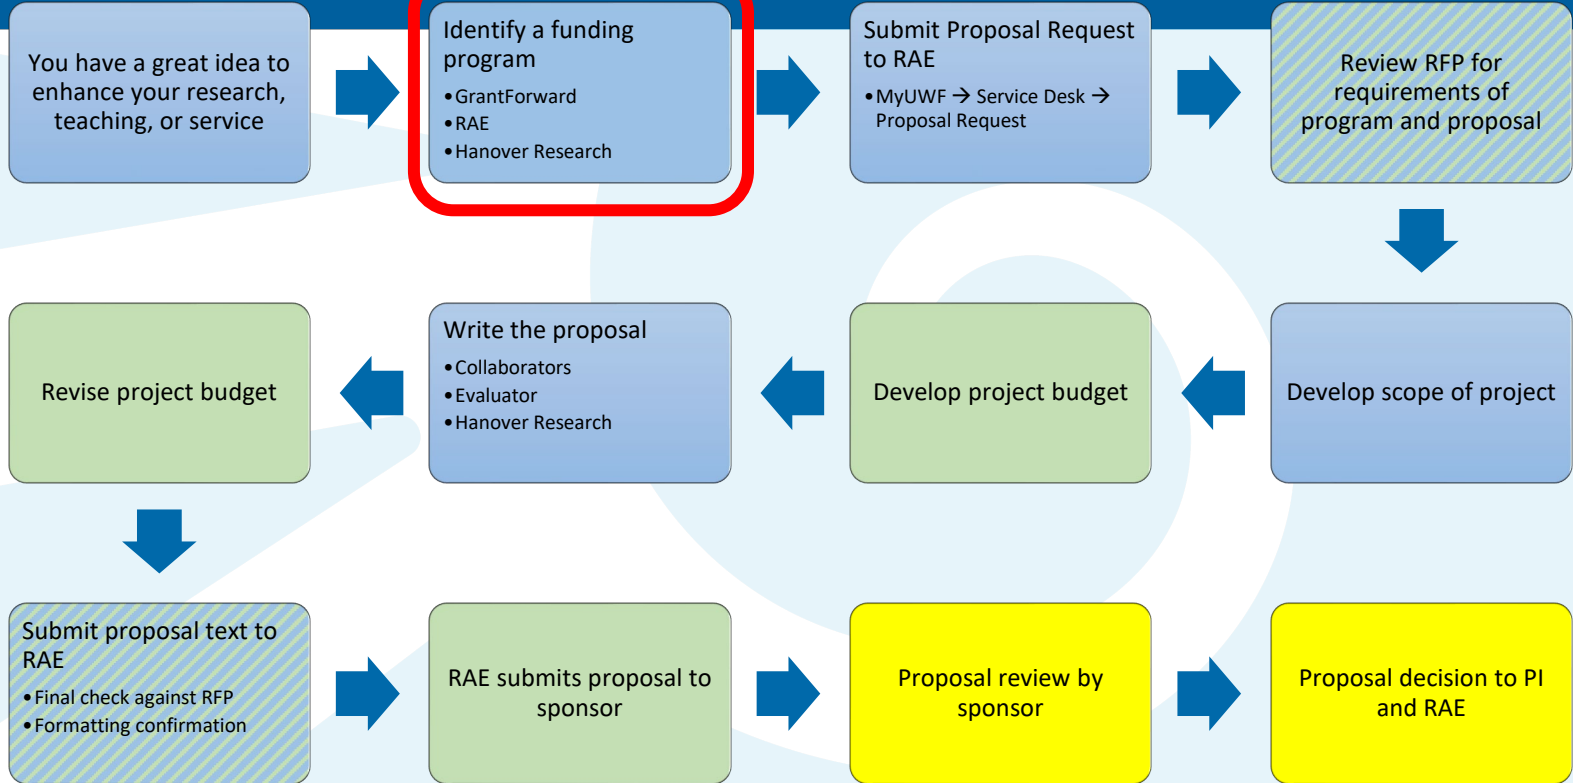 You have a great idea to
enhance your research,
teaching, or service
Identify a funding
program
•GrantForward
•RAE
•Hanover Research
Submit Proposal Request
to RAE
•MyUWF → Service Desk →
Proposal Request
Review RFP for
requirements of
program and proposal
Develop scope of project
Develop project budget
Write the proposal
•Collaborators
•Evaluator
•Hanover Research
Revise project budget
Submit proposal text to
RAE
•Final check against RFP
•Formatting confirmation
RAE submits proposal to
sponsor
Proposal review by
sponsor
Proposal decision to PI
and RAE